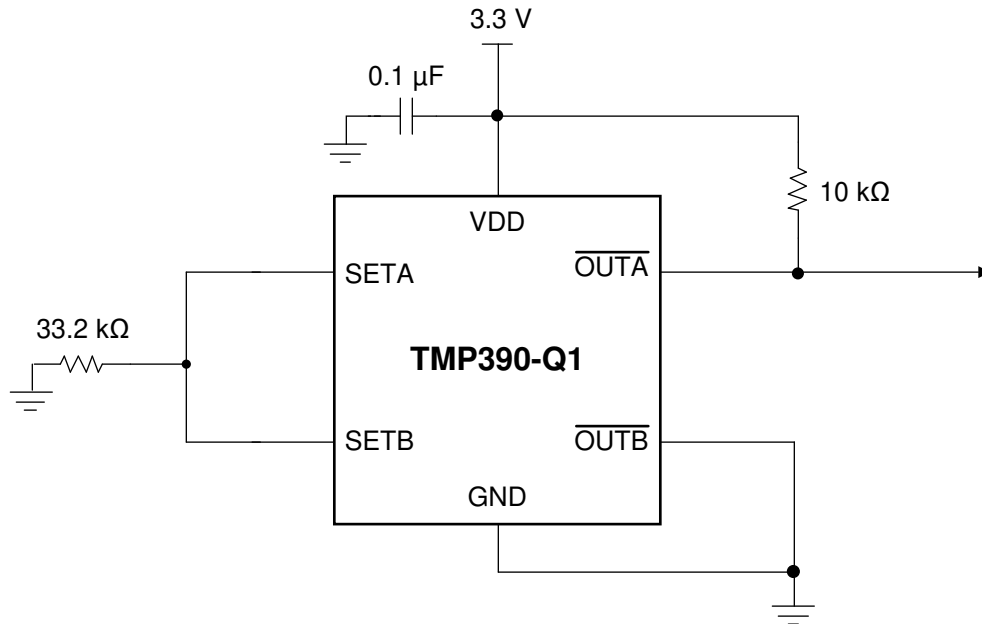 3.3 V
0.1 µF
10 kΩ
VDD
SETA
OUTA
33.2 kΩ
TMP390-Q1
SETB
OUTB
GND